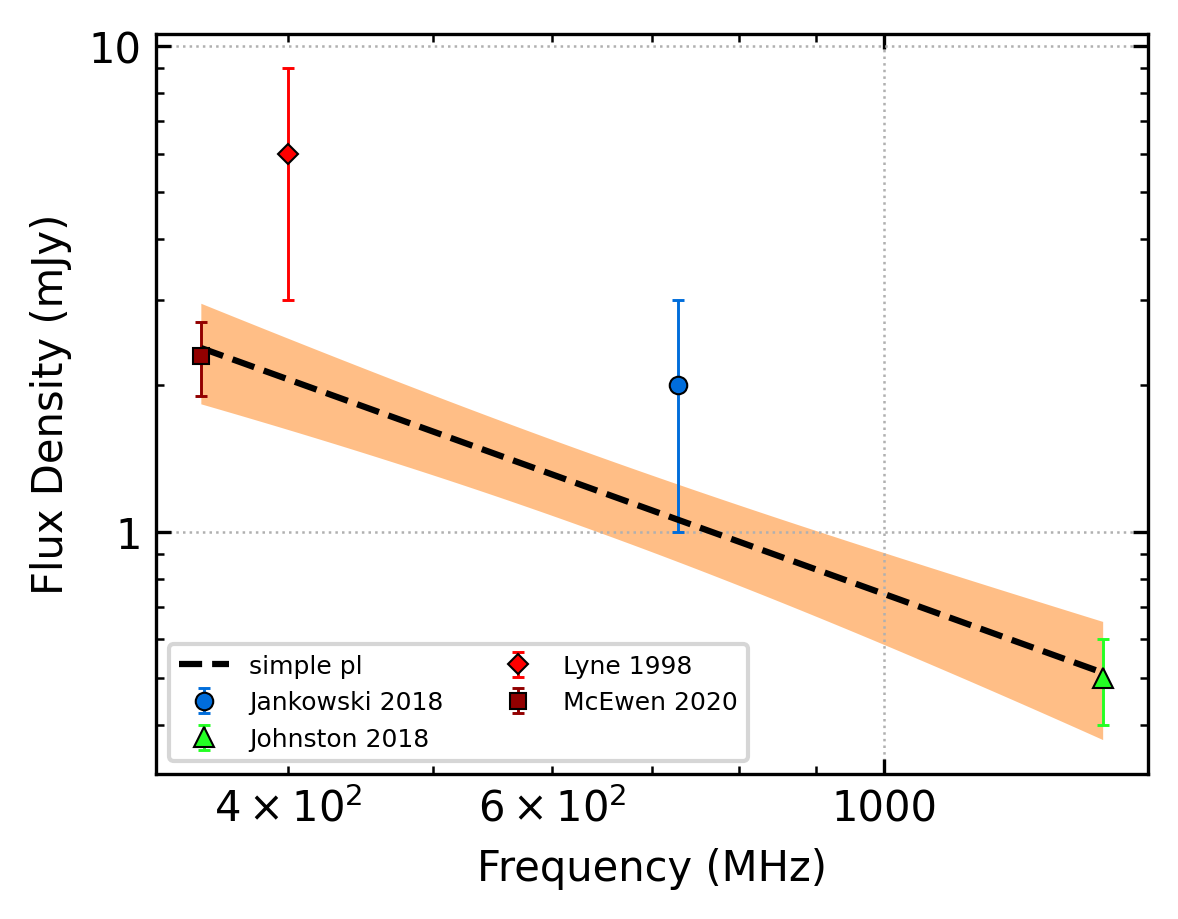 10
1
Flux Density (mJy)
simple pl
Jankowski 2018
Johnston 2018
Lyne 1998
McEwen 2020
4 × 10²
6 × 10²
1000
Frequency (MHz)